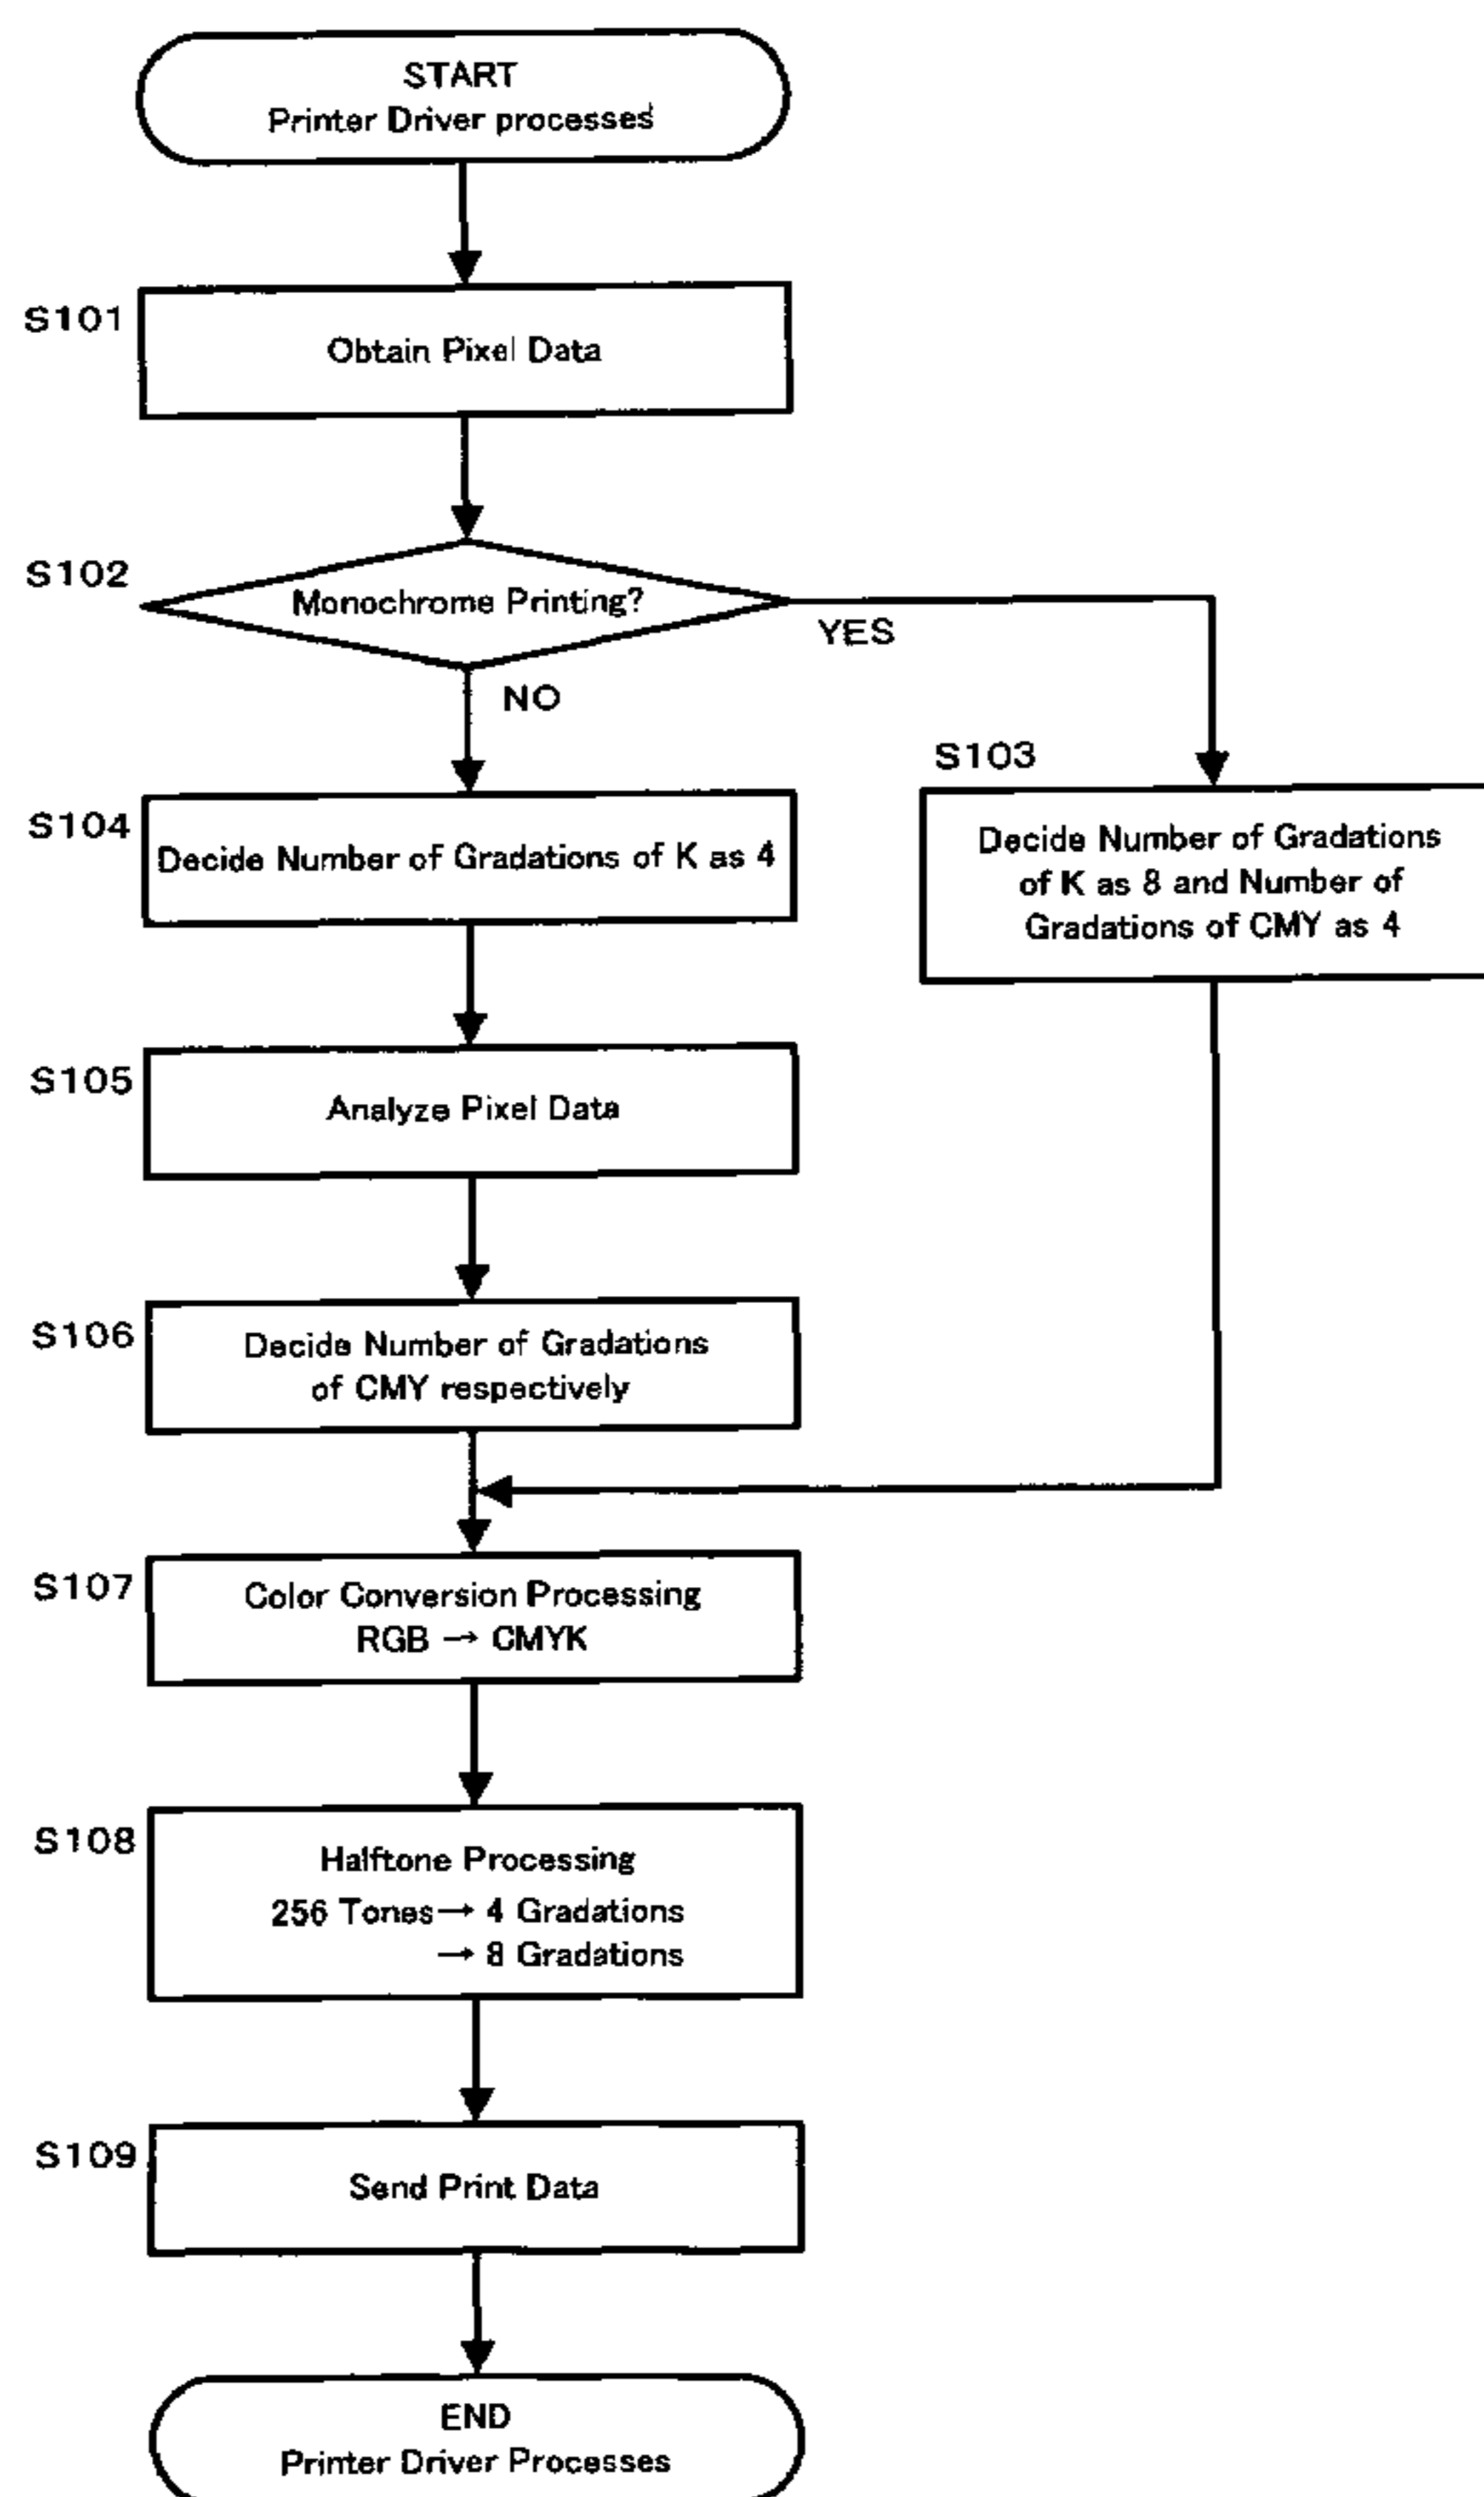 START
Printer Driver processes
S101
Obtain Pixel Data
S102
Monochrome Printing?
YES
NO
S103
Decide Number of Gradations
of K as 8 and Number of
Gradations of CMY as 4
S104
Decide Number of Gradations of K as 4
S105
Analyze Pixel Data
S106
Decide Number of Gradations
of CMY respectively
S107
Color Conversion Processing
RGB → CMYK
S108
Halftone Processing
256 Tones → 4 Gradations
→ 8 Gradations
S109
Send Print Data
END
Printer Driver Processes